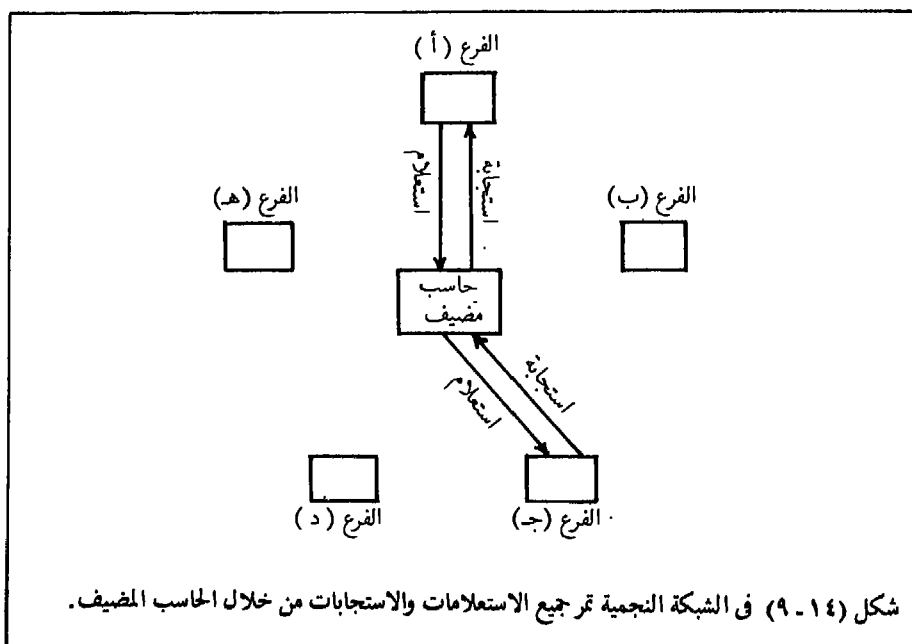 الفرع (أ)
استعلام
استجابة
الفرع (هـ)
الفرع (ب)
حاسب
مضيف
استجابة
استعلام
الفرع (د)
الفرع (جـ)
شكل (١٤ - ٩) فى الشبكة النجمية تمر جميع الاستعلامات والاستجابات من خلال الحاسب المضيف.